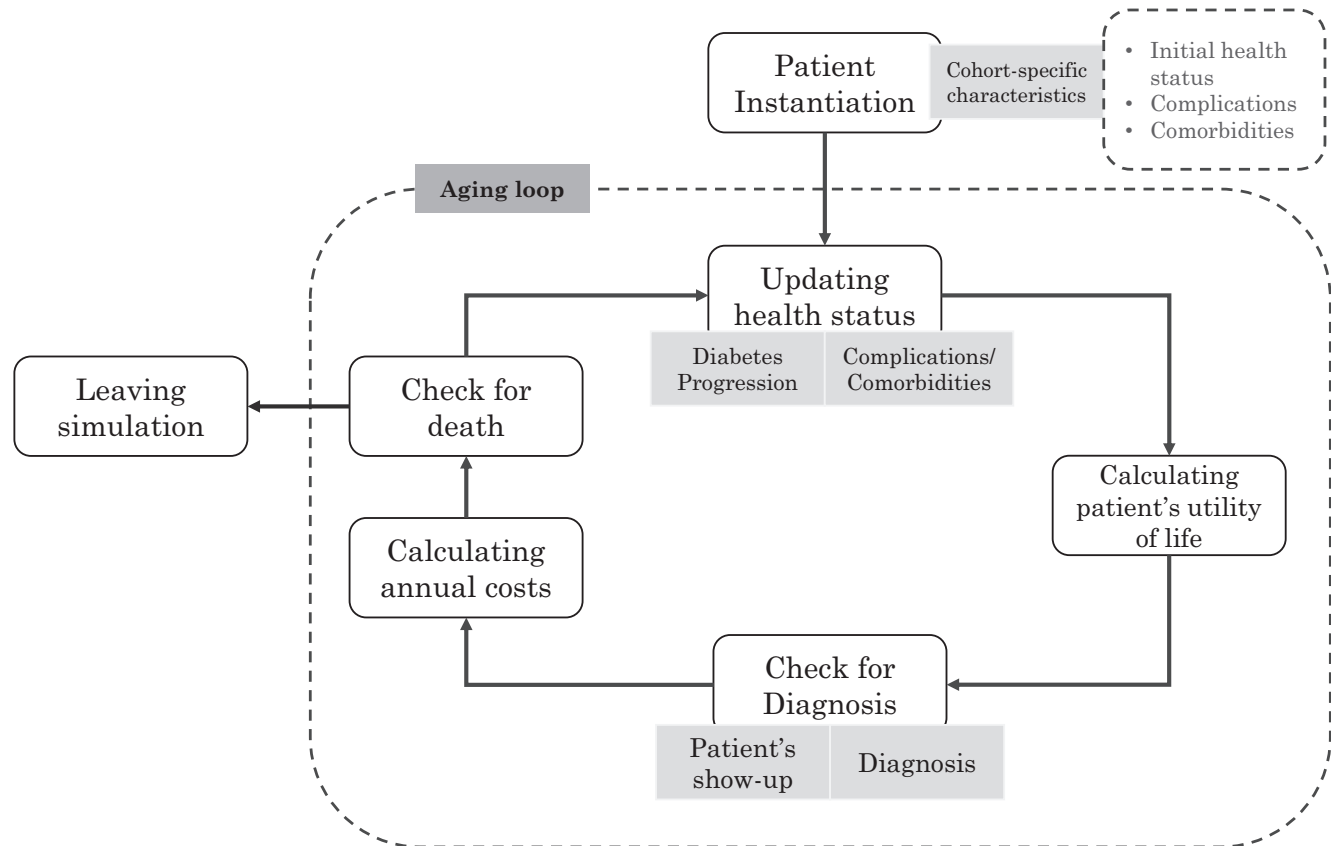 Patient
Instantiation
Cohort-specific
characteristics
• Initial health
status
• Complications
• Comorbidities
Aging loop
Updating
health status
Diabetes
Progression
Complications/
Comorbidities
Leaving
simulation
Check for
death
Calculating
patient’s utility
of life
Calculating
annual costs
Check for
Diagnosis
Patient’s
show-up
Diagnosis